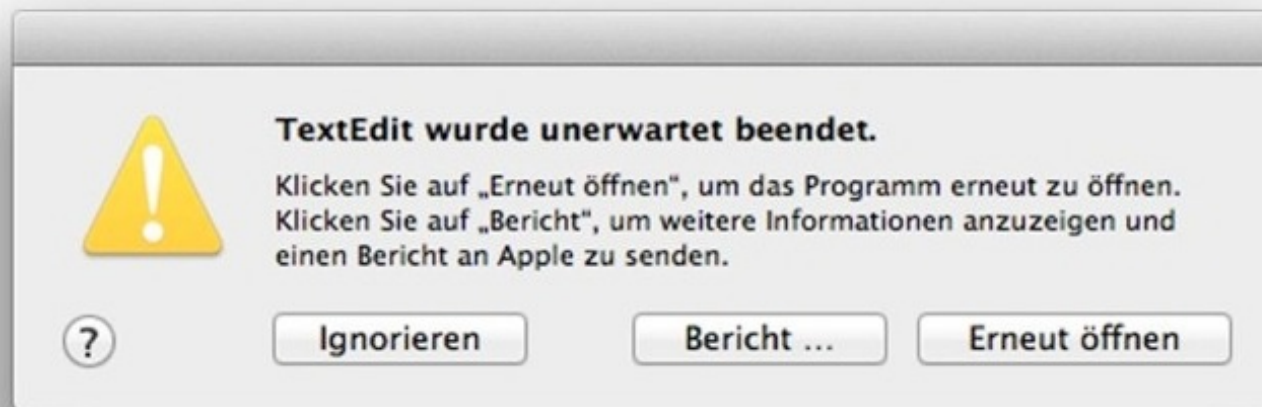 TextEdit wurde unerwartet beendet.
Klicken Sie auf „Erneut öffnen“, um das Programm erneut zu öffnen.
Klicken Sie auf „Bericht“, um weitere Informationen anzuzeigen und
einen Bericht an Apple zu senden.
? Ignorieren Bericht ... Erneut öffnen